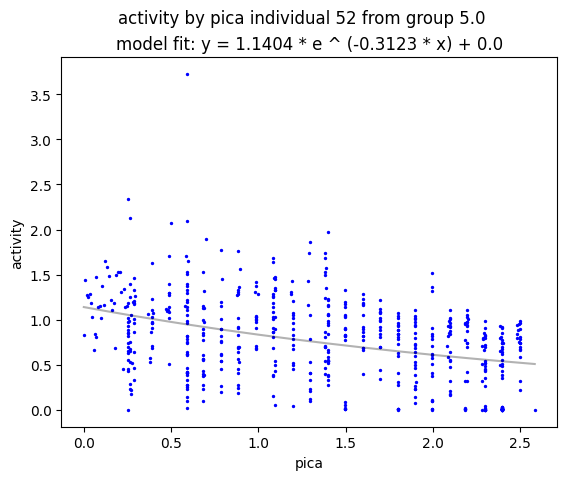 activity by pica individual 52 from group 5.0
model fit: y = 1.1404 * e ^ (-0.3123 * x) + 0.0
activity
3.5
3.0
2.5
2.0
1.5
1.0
0.5
0.0
0.0 0.5 1.0 1.5 2.0 2.5
pica